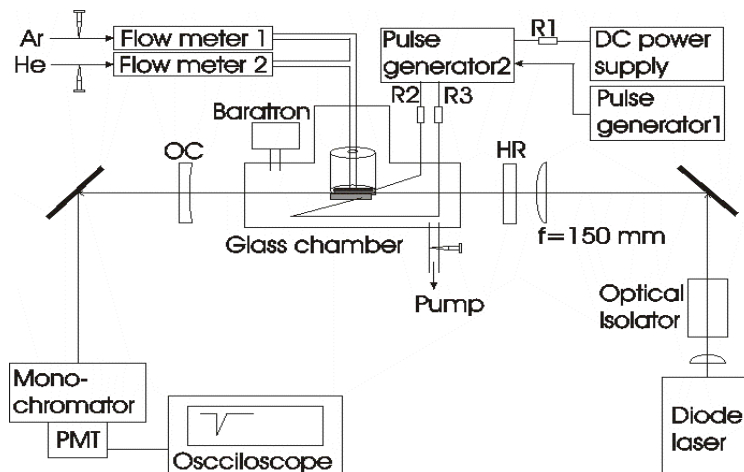 Ar
Flow meter 1
He
Flow meter 2
Pulse
generator2
R1
DC power
supply
Pulse
generator1
R2
R3
Baratron
OC
HR
Glass chamber
f=150 mm
Pump
Optical
Isolator
Mono-
chromator
PMT
Oscciloscope
Diode
laser